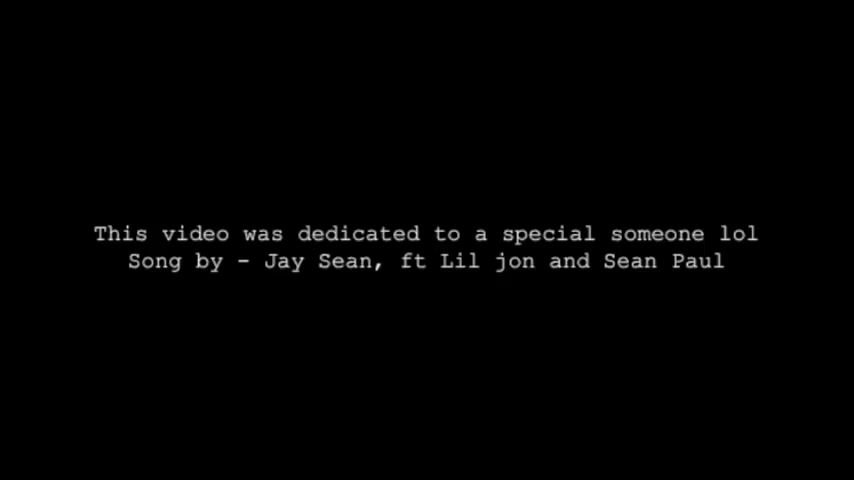 This video was dedicated to a special someone lol
Song by - Jay Sean, ft Lil jon and Sean Paul